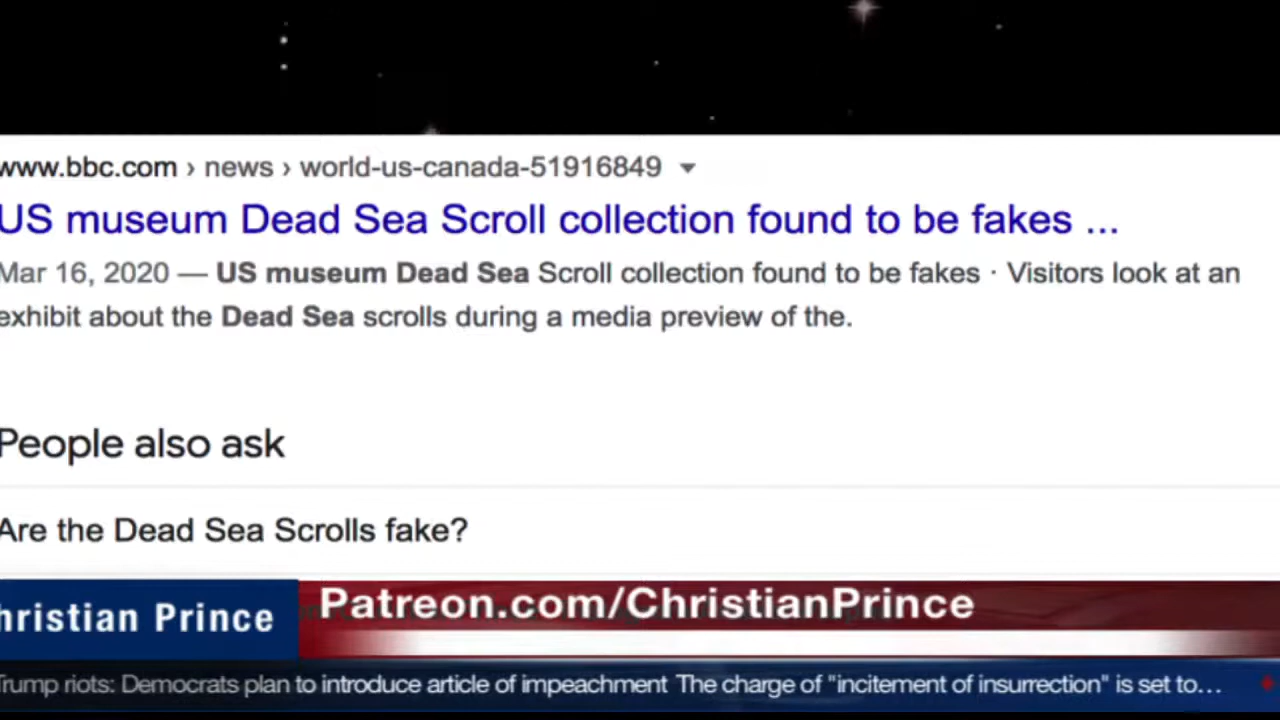 www.bbc.com › news › world-us-canada-51916849
US museum Dead Sea Scroll collection found to be fakes ...
Mar 16, 2020 — US museum Dead Sea Scroll collection found to be fakes · Visitors look at an
exhibit about the Dead Sea scrolls during a media preview of the.
People also ask
Are the Dead Sea Scrolls fake?
Patreon.com/ChristianPrince
hristian Prince
Trump riots: Democrats plan to introduce article of impeachment The charge of "incitement of insurrection" is set to...